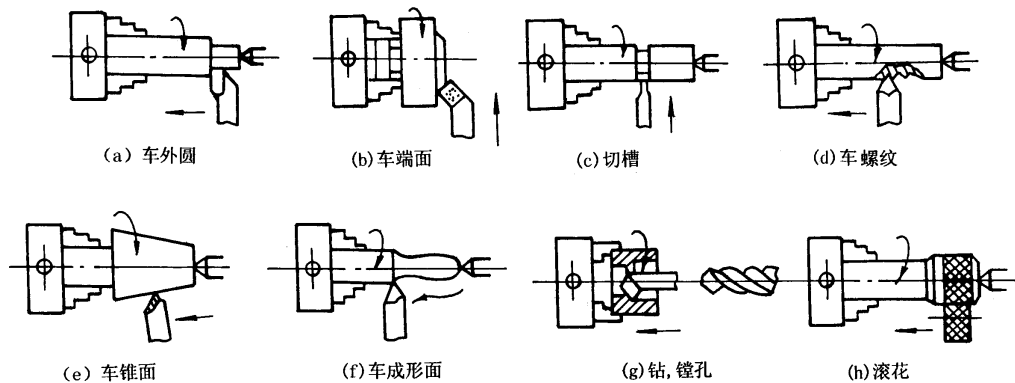 (a) 车外圆
(b)车端面
(c)切槽
(d)车螺纹
(e) 车锥面
(f)车成形面
(g)钻,镗孔
(h)滚花